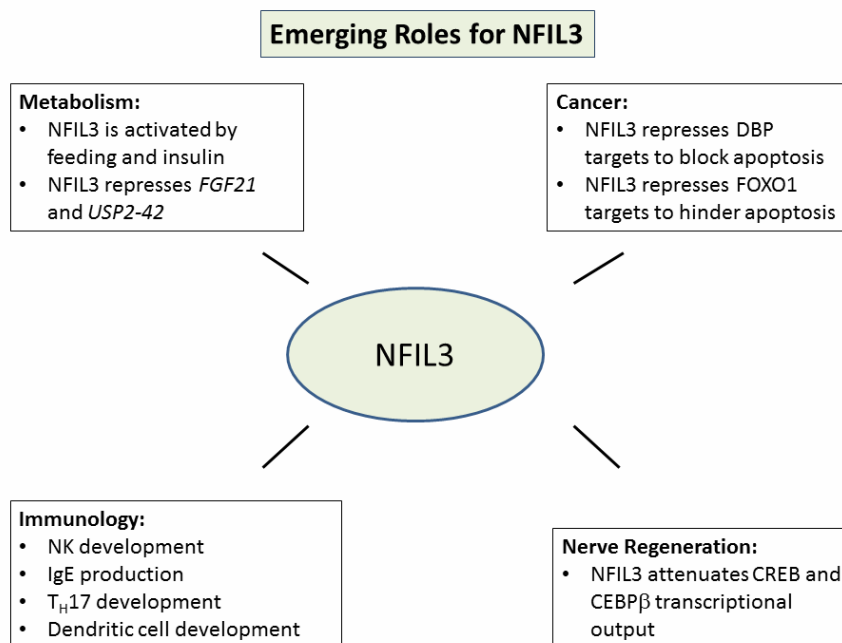 Emerging Roles for NFIL3
Metabolism:
• NFIL3 is activated by
feeding and insulin
• NFIL3 represses FGF21
and USP2-42
Cancer:
• NFIL3 represses DBP
targets to block apoptosis
• NFIL3 represses FOXO1
targets to hinder apoptosis
NFIL3
Immunology:
• NK development
• IgE production
• TH17 development
• Dendritic cell development
Nerve Regeneration:
• NFIL3 attenuates CREB and
CEBPβ transcriptional
output